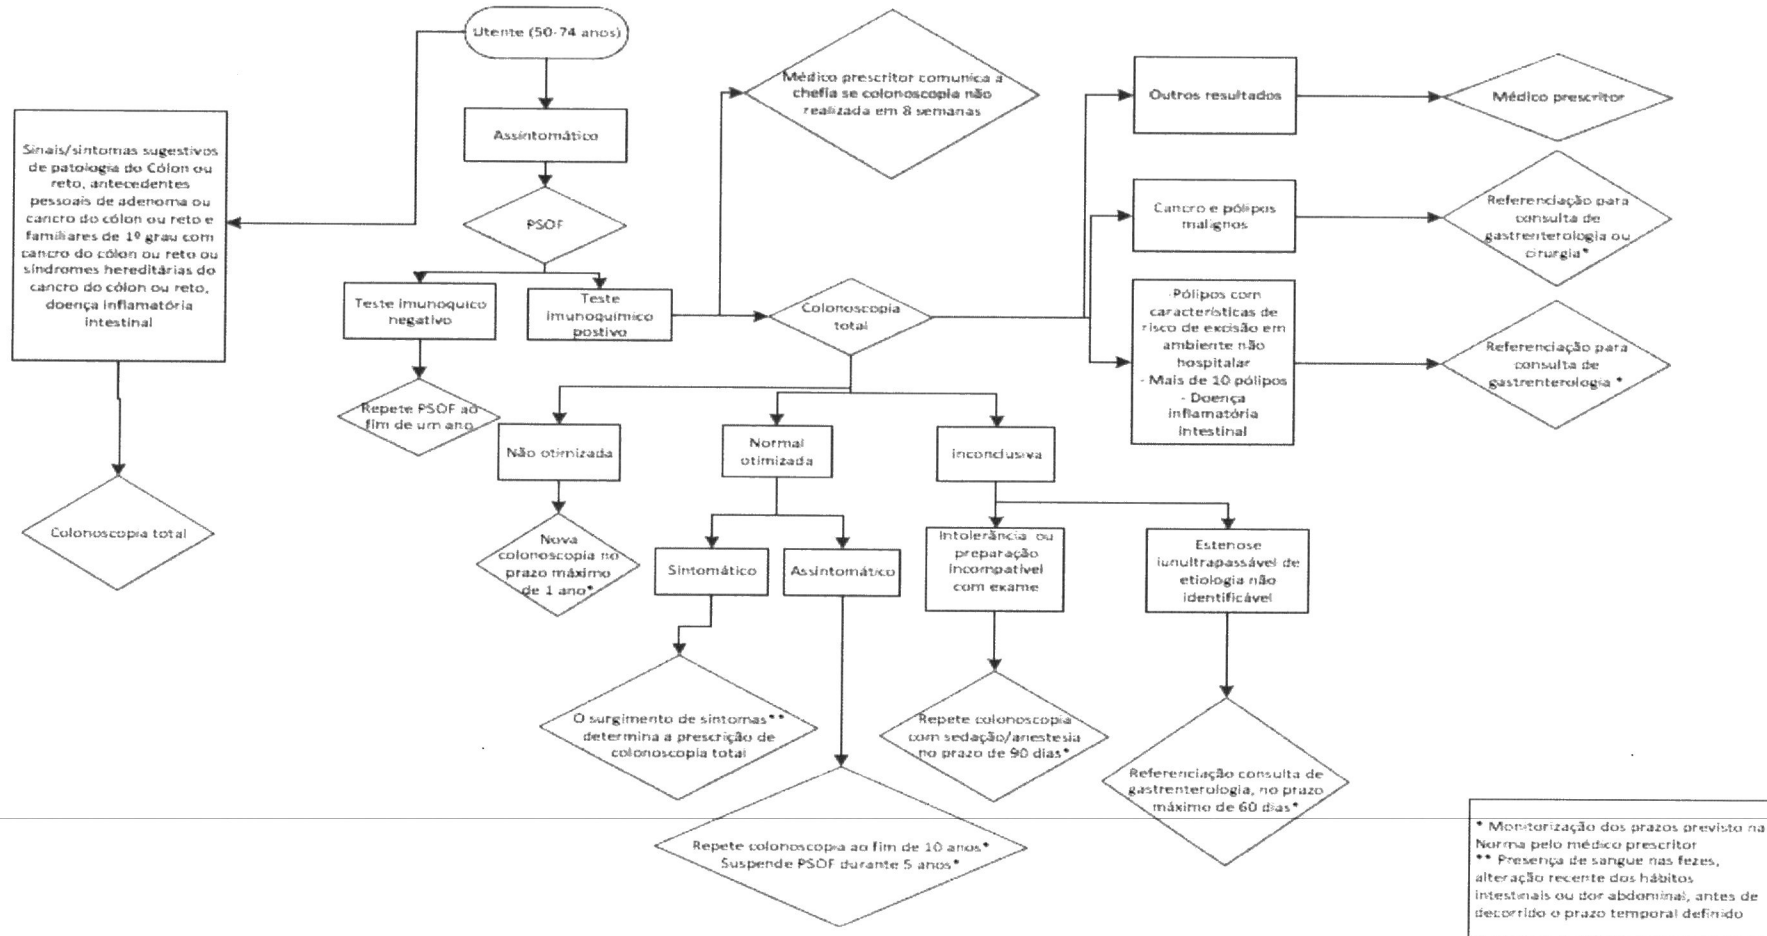 Utente (50-74 anos)
Assintomático
PSOF
Sinais/sintomas sugestivos
de patologia do Cólon ou
reto, antecedentes
pessoais de adenoma ou
cancro do cólon ou reto e
familiares de 1º grau com
cancro do cólon ou reto ou
síndromes hereditárias do
cancro do cólon ou reto,
doença inflamatória
intestinal
Colonoscopia total
Teste imunoquico
negativo
Repete PSOF ao
fim de um ano
Teste
imunoquímico
postivo
Médico prescritor comunica a
chefia se colonoscopia não
realizada em 8 semanas
Colonoscopia
total
Outros resultados
Médico prescritor
Cancro e pólipos
malignos
Referenciação para
consulta de
gastrenterologia ou
cirurgia*
-Pólipos com
características de
risco de excisão em
ambiente não
hospitalar
- Mais de 10 pólipos
- Doença
inflamatória
intestinal
Referenciação para
consulta de
gastrenterologia *
Não otimizada
Nova
colonoscopia no
prazo máximo
de 1 ano*
Normal
otimizada
Sintomático
O surgimento de sintomas**
determina a prescrição de
colonoscopia total
Assintomático
Repete colonoscopia ao fim de 10 anos*
Suspende PSOF durante 5 anos*
inconclusiva
Intolerância ou
preparação
incompatível
com exame
Repete colonoscopia
com sedação/anestesia
no prazo de 90 dias*
Estenose
iunultrapassável de
etiologia não
identificável
Referenciação consulta de
gastrenterologia, no prazo
máximo de 60 dias*
* Monitorização dos prazos previsto na
Norma pelo médico prescritor
** Presença de sangue nas fezes,
alteração recente dos hábitos
intestinais ou dor abdominal, antes de
decorrido o prazo temporal definido